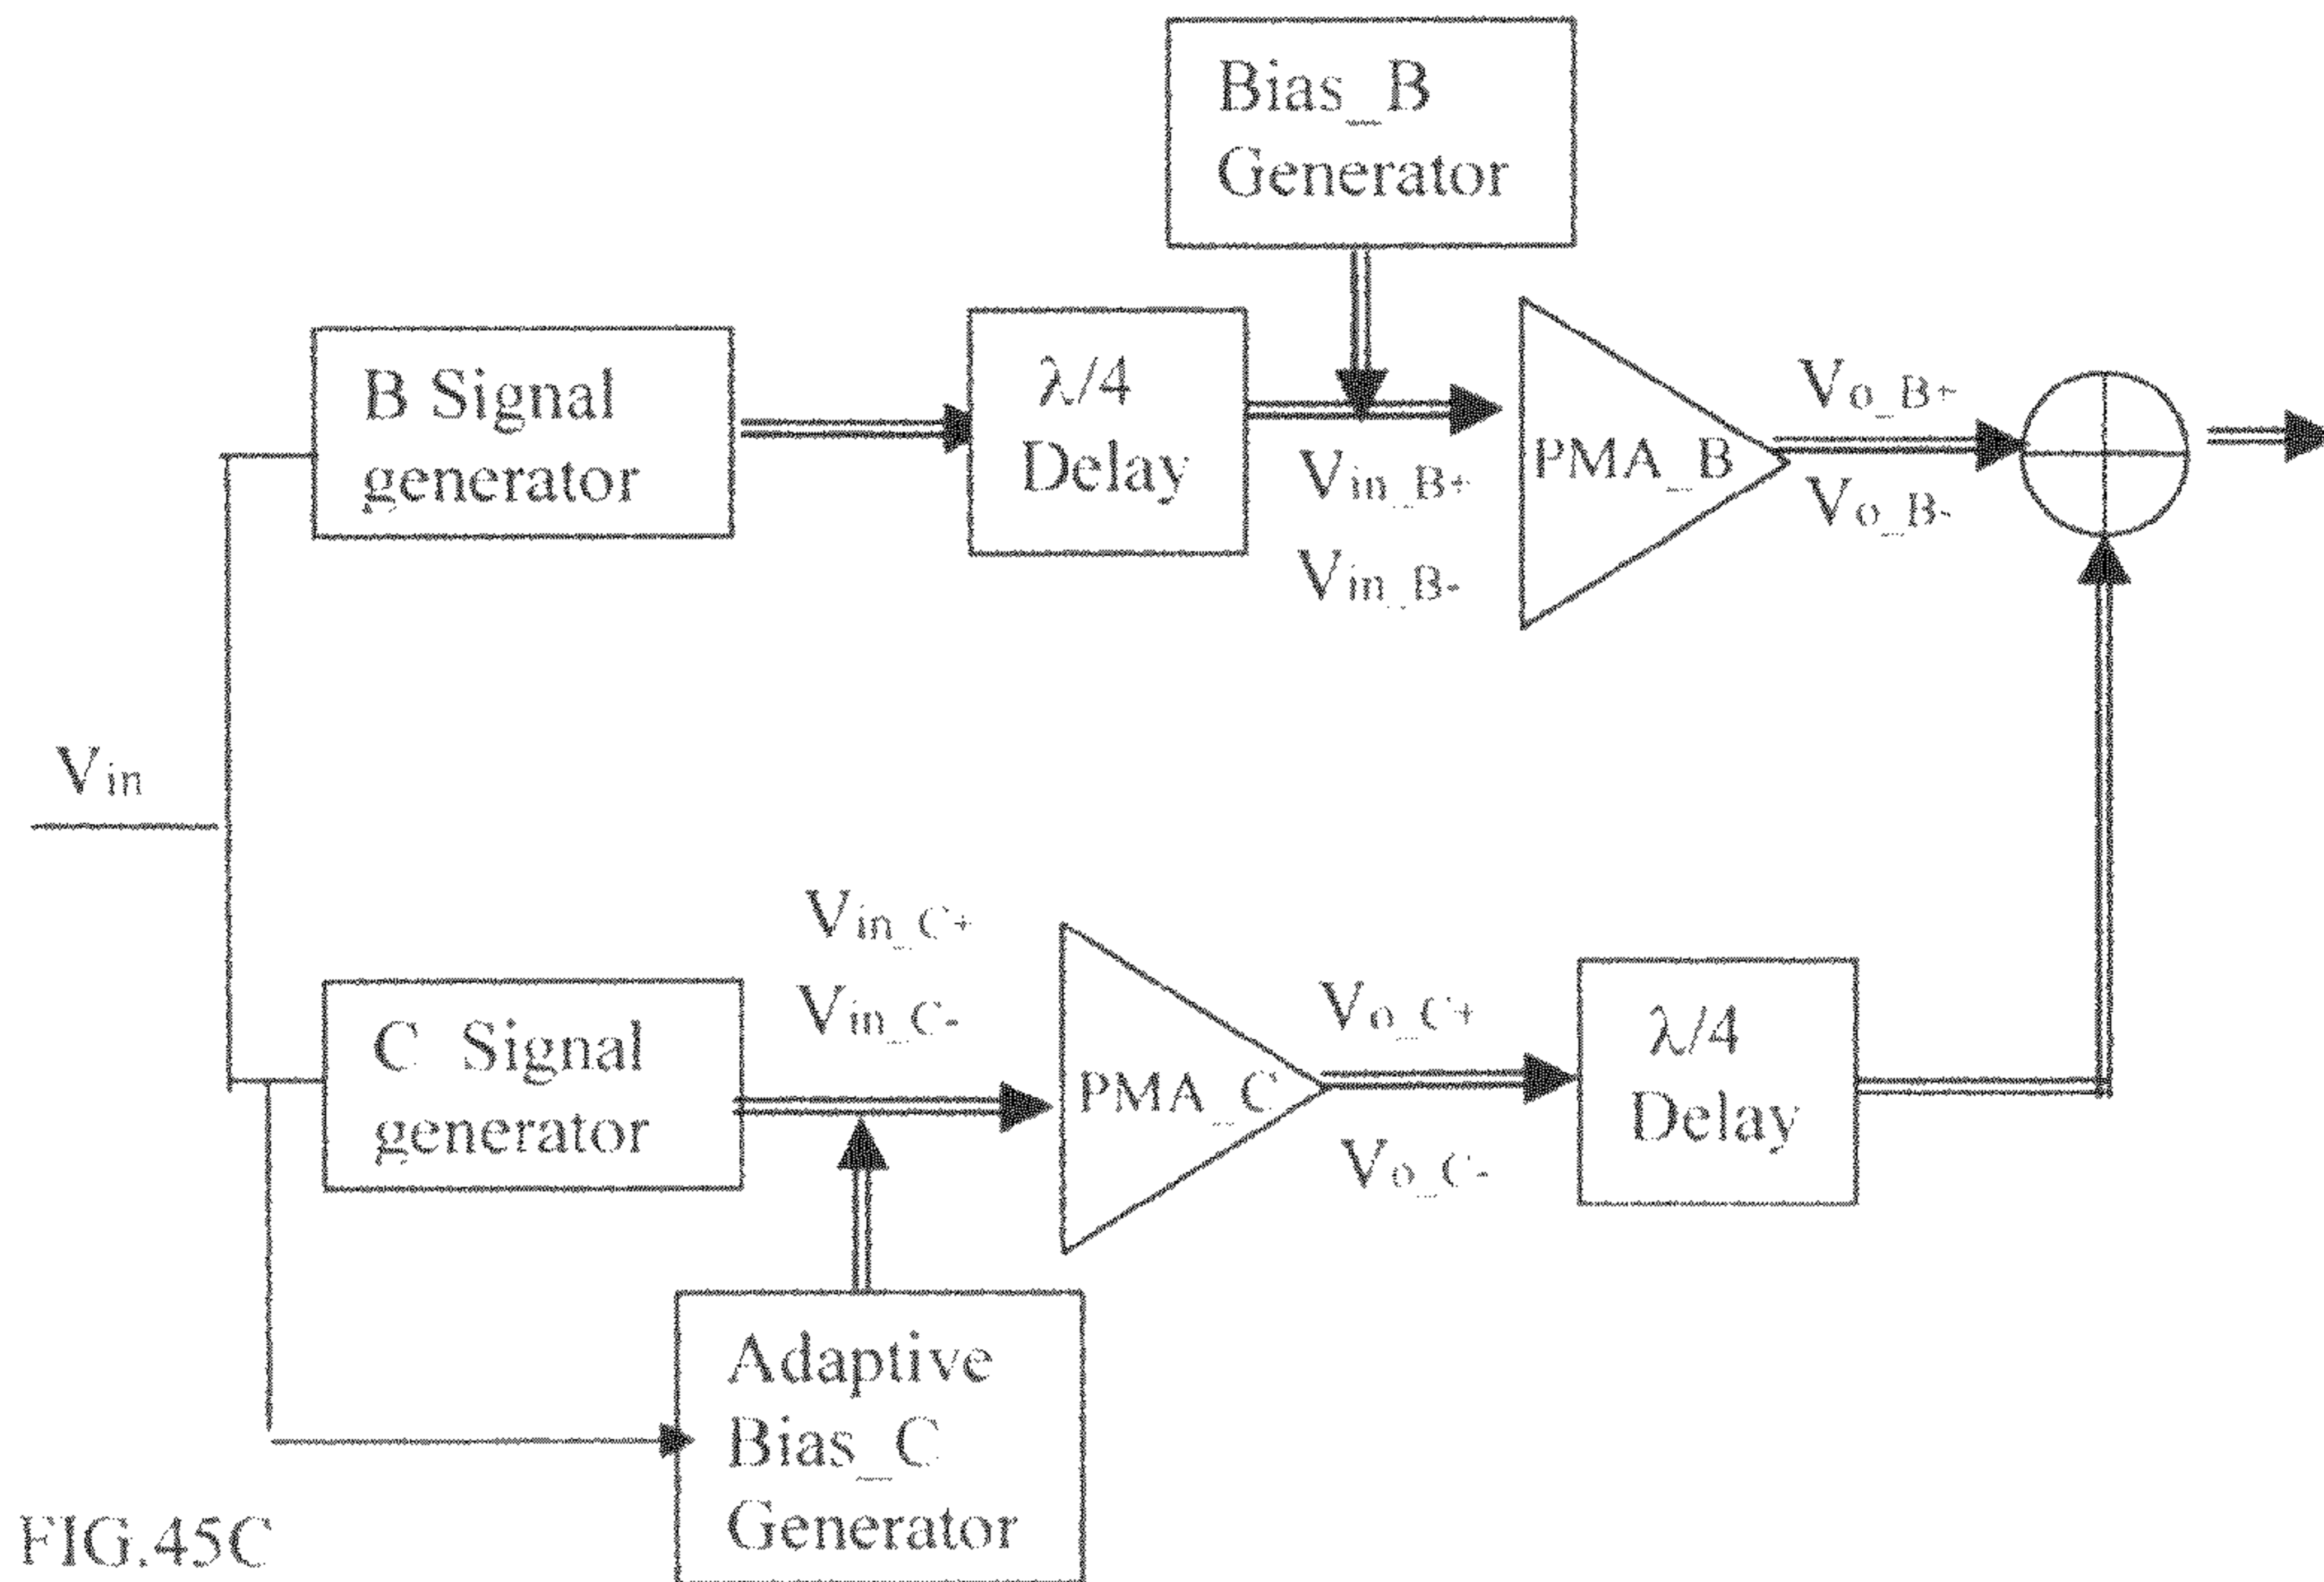 Bias_B
Generator
B Signal
generator
λ/4
Delay
Vin_B+
Vin_B-
PMA_B
Vo_B+
Vo_B-
Vin
Vin_C+
Vin_C-
C Signal
generator
PMA_C
Vo_C+
Vo_C-
λ/4
Delay
Adaptive
Bias_C
Generator
FIG.45C